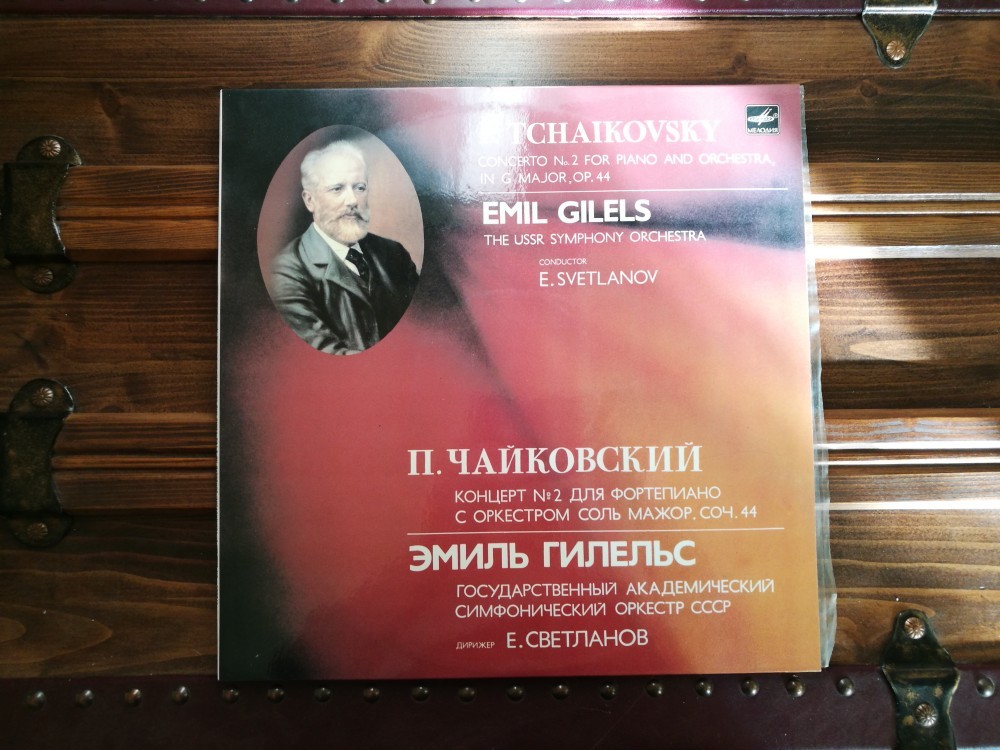 TCHAIKOVSKY
МЕЛОДИЯ
CONCERTO No.2 FOR PIANO AND ORCHESTRA,
IN G MAJOR, OP. 44
EMIL GILELS
THE USSR SYMPHONY ORCHESTRA
CONDUCTOR
E. SVETLANOV
П. ЧАЙКОВСКИЙ
КОНЦЕРТ №2 ДЛЯ ФОРТЕПИАНО
С ОРКЕСТРОМ СОЛЬ МАЖОР, СОЧ. 44
ЭМИЛЬ ГИЛЕЛЬС
ГОСУДАРСТВЕННЫЙ АКАДЕМИЧЕСКИЙ
СИМФОНИЧЕСКИЙ ОРКЕСТР СССР
ДИРИЖЕР Е. СВЕТЛАНОВ